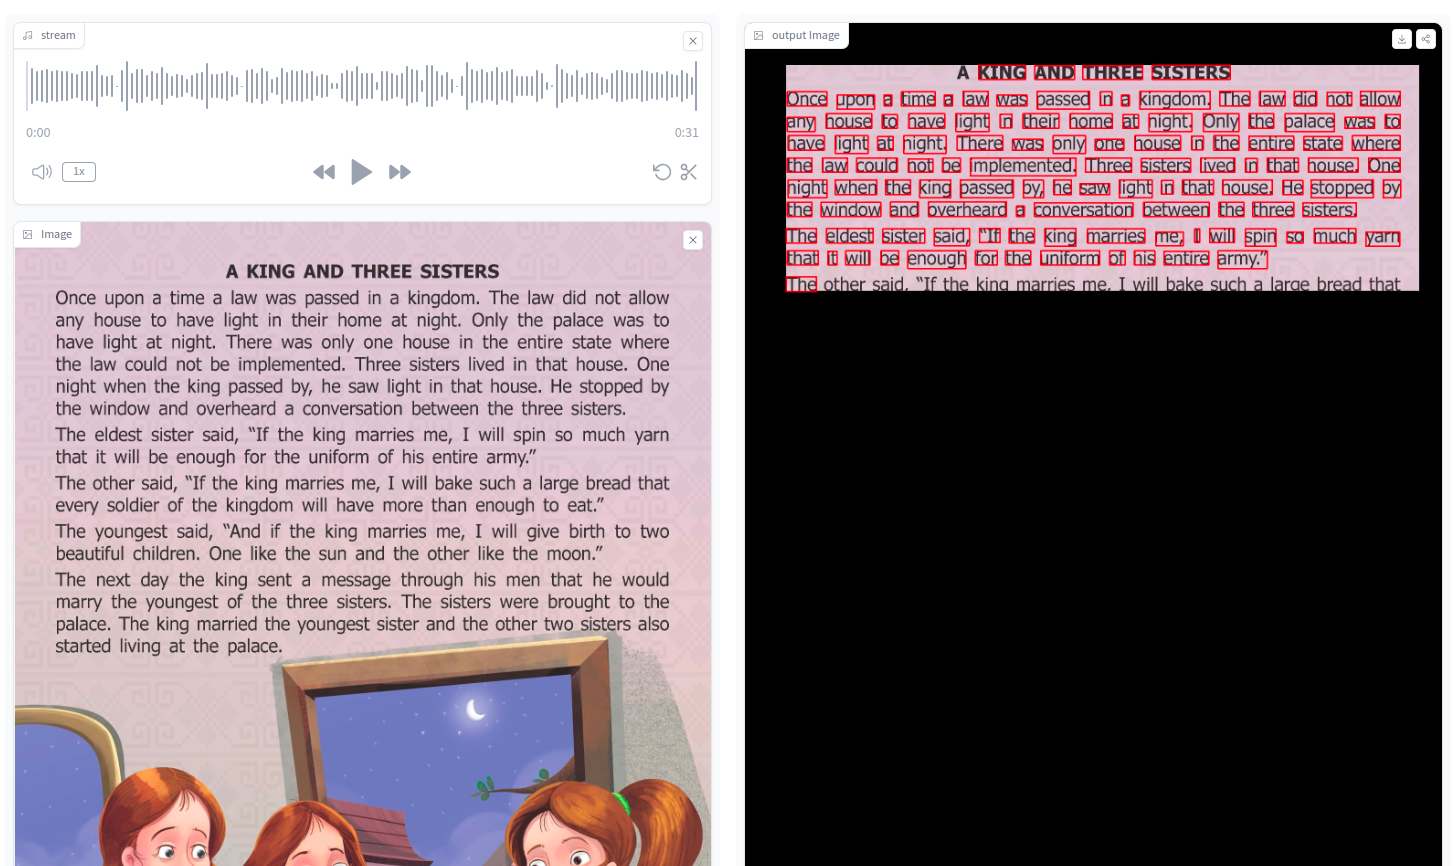 stream
0:00
0:31
1x
Image
A KING AND THREE SISTERS
Once upon a time a law was passed in a kingdom. The law did not allow
any house to have light in their home at night. Only the palace was to
have light at night. There was only one house in the entire state where
the law could not be implemented. Three sisters lived in that house. One
night when the king passed by, he saw light in that house. He stopped by
the window and overheard a conversation between the three sisters.
The eldest sister said, “If the king marries me, I will spin so much yarn
that it will be enough for the uniform of his entire army.”
The other said, “If the king marries me, I will bake such a large bread that
every soldier of the kingdom will have more than enough to eat.”
The youngest said, “And if the king marries me, I will give birth to two
beautiful children. One like the sun and the other like the moon.”
The next day the king sent a message through his men that he would
marry the youngest of the three sisters. The sisters were brought to the
palace. The king married the youngest sister and the other two sisters also
started living at the palace.
output Image
A KING AND THREE SISTERS
Once upon a time a law was passed in a kingdom. The law did not allow
any house to have light in their home at night. Only the palace was to
have light at night. There was only one house in the entire state where
the law could not be implemented. Three sisters lived in that house. One
night when the king passed by, he saw light in that house. He stopped by
the window and overheard a conversation between the three sisters.
The eldest sister said, “If the king marries me, I will spin so much yarn
that it will be enough for the uniform of his entire army.”
The other said, “If the king marries me, I will bake such a large bread that